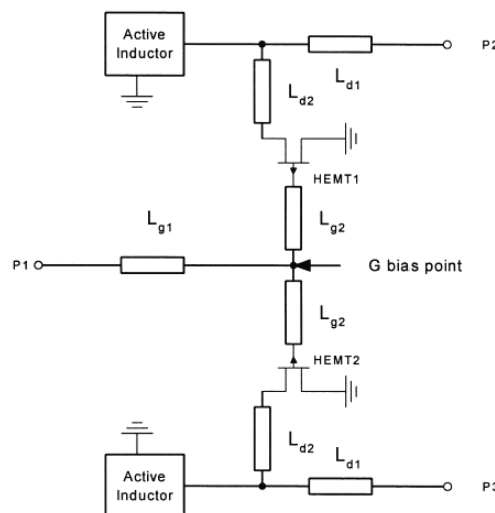 Active
Inductor
P2
Ld1
Ld2
HEMT1
Lg1
Lg2
P1
G bias point
Lg2
HEMT2
Ld2
Ld1
Active
Inductor
P3